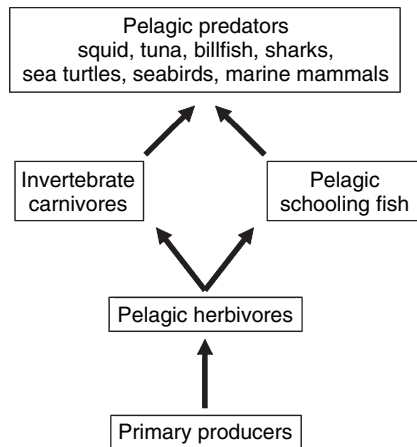 Pelagic predators
squid, tuna, billfish, sharks,
sea turtles, seabirds, marine mammals
Invertebrate
carnivores
Pelagic
schooling fish
Pelagic herbivores
Primary producers